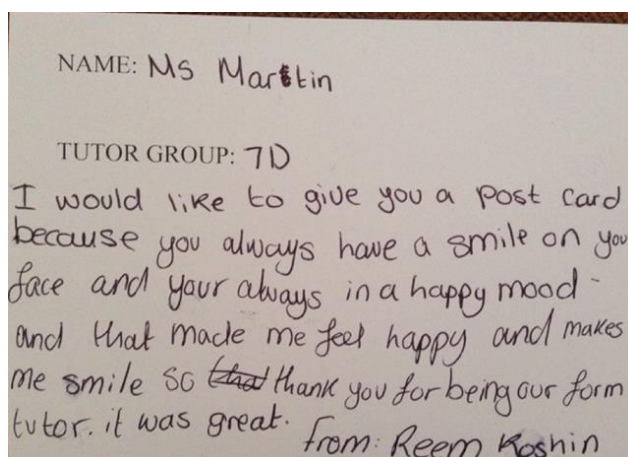 NAME: Ms Martin
TUTOR GROUP: 7D
I would like to give you a post card
because you always have a smile on you
face and your always in a happy mood -
and that made me feel happy and makes
me smile so that thank you for being our form
tutor. it was great.
from: Reem Koshin